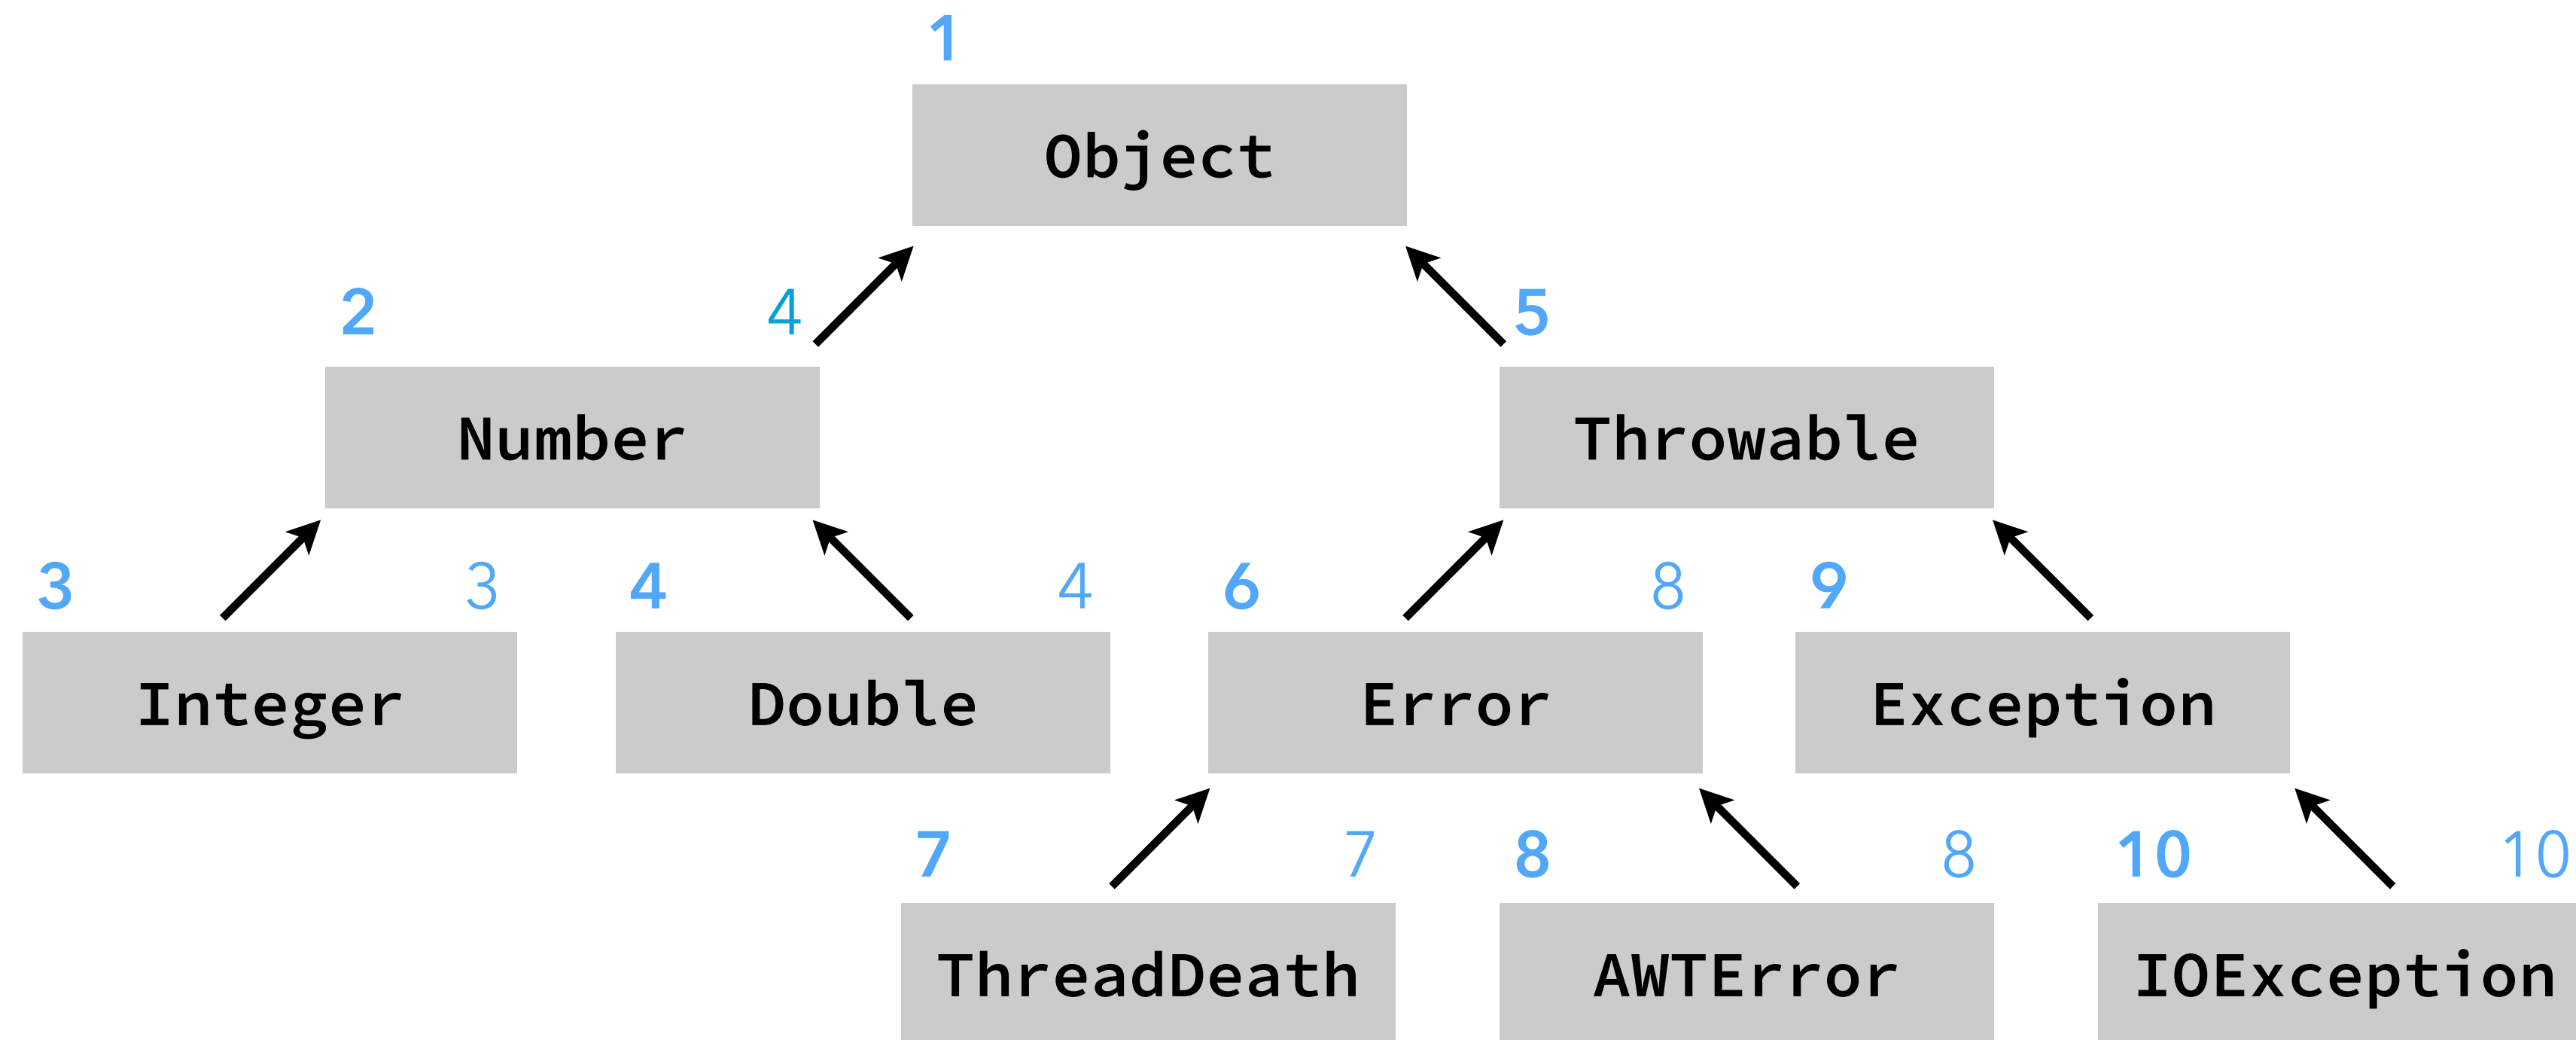 1
Object
2 4 5
Number Throwable
3 3 4 4 6 8 9
Integer Double Error Exception
7 7 8 8 10 10
ThreadDeath AWTError IOException